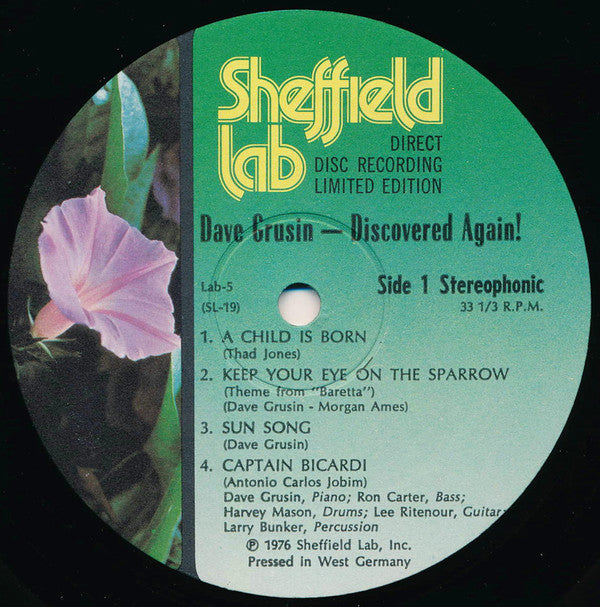 Sheffield
Lab
DIRECT
DISC RECORDING
LIMITED EDITION
Dave Grusin — Discovered Again!
Lab-5
(SL-19)
Side 1 Stereophonic
33 1/3 R.P.M.
1. A CHILD IS BORN
(Thad Jones)
2. KEEP YOUR EYE ON THE SPARROW
(Theme from "Baretta")
(Dave Grusin - Morgan Ames)
3. SUN SONG
(Dave Grusin)
4. CAPTAIN BICARDI
(Antonio Carlos Jobim)
Dave Grusin, Piano; Ron Carter, Bass;
Harvey Mason, Drums; Lee Ritenour, Guitar;
Larry Bunker, Percussion
℗ 1976 Sheffield Lab, Inc.
Pressed in West Germany